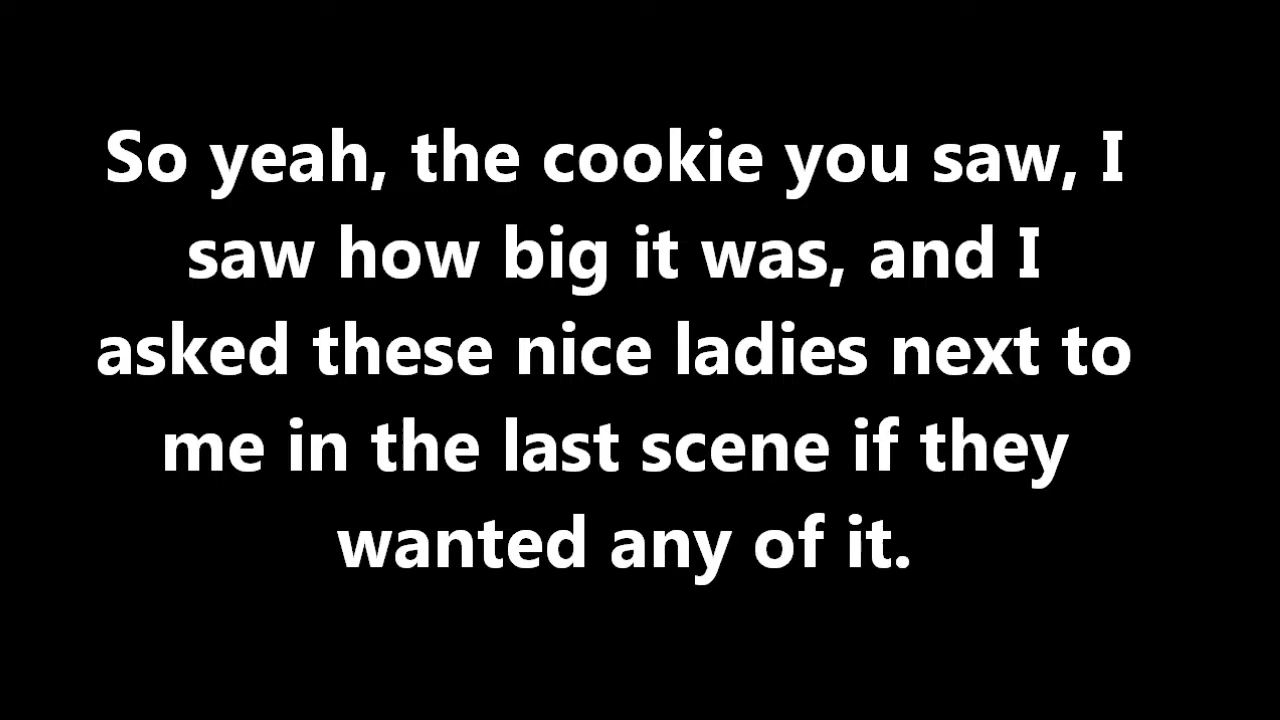 So yeah, the cookie you saw, I
saw how big it was, and I
asked these nice ladies next to
me in the last scene if they
wanted any of it.